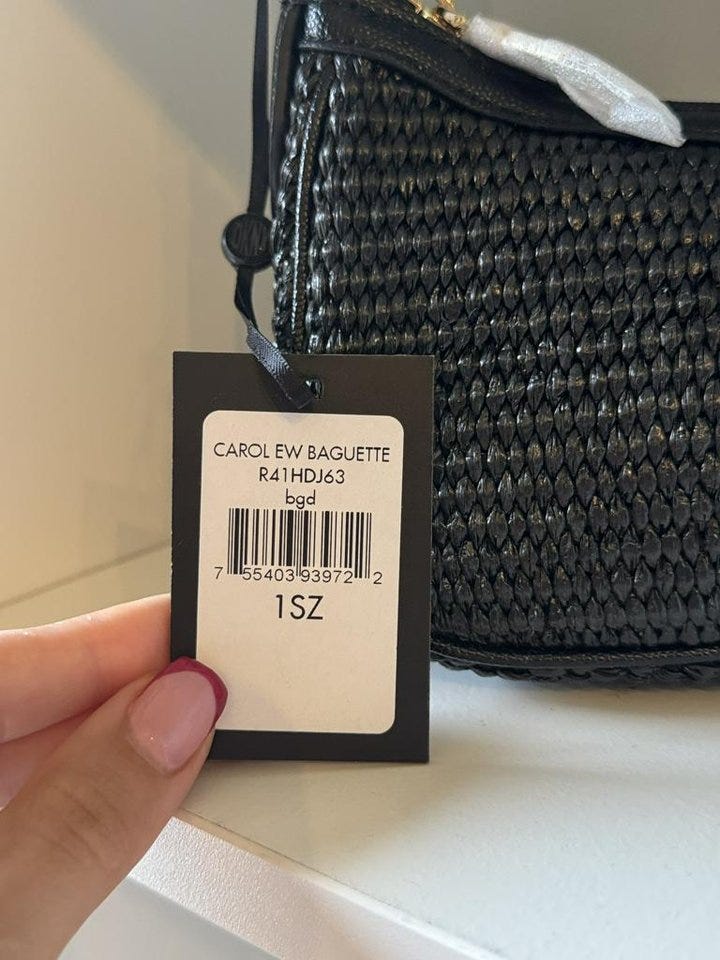 CAROL EW BAGUETTE
R41HDJ63
bgd
7 55403 93972 2
1SZ